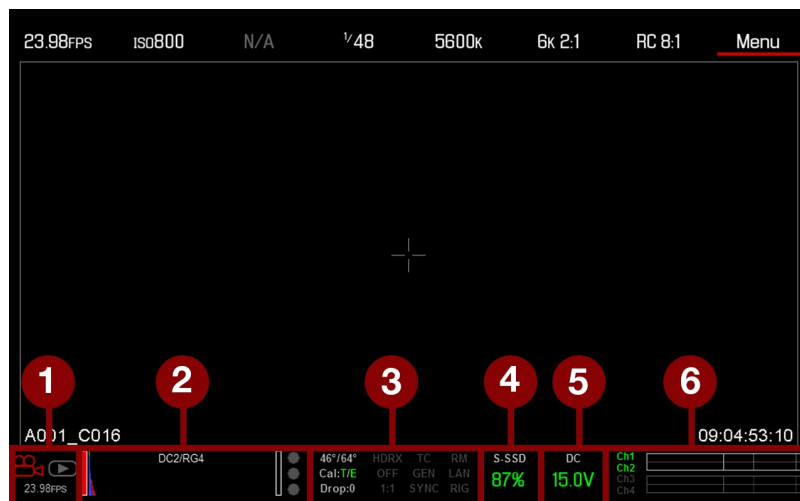 23.98FPS ISO800 N/A 1/48 5600K 6K 2:1 RC 8:1 Menu
1 2 3 4 5 6
A001_C016 09:04:53:10
DC2/RG4 46°/64° HDRX TC RM S-SSD DC Ch1
Cal:T/E OFF GEN LAN 87% 15.0V Ch2
23.98FPS Drop:0 1:1 SYNC RIG Ch3
Ch4